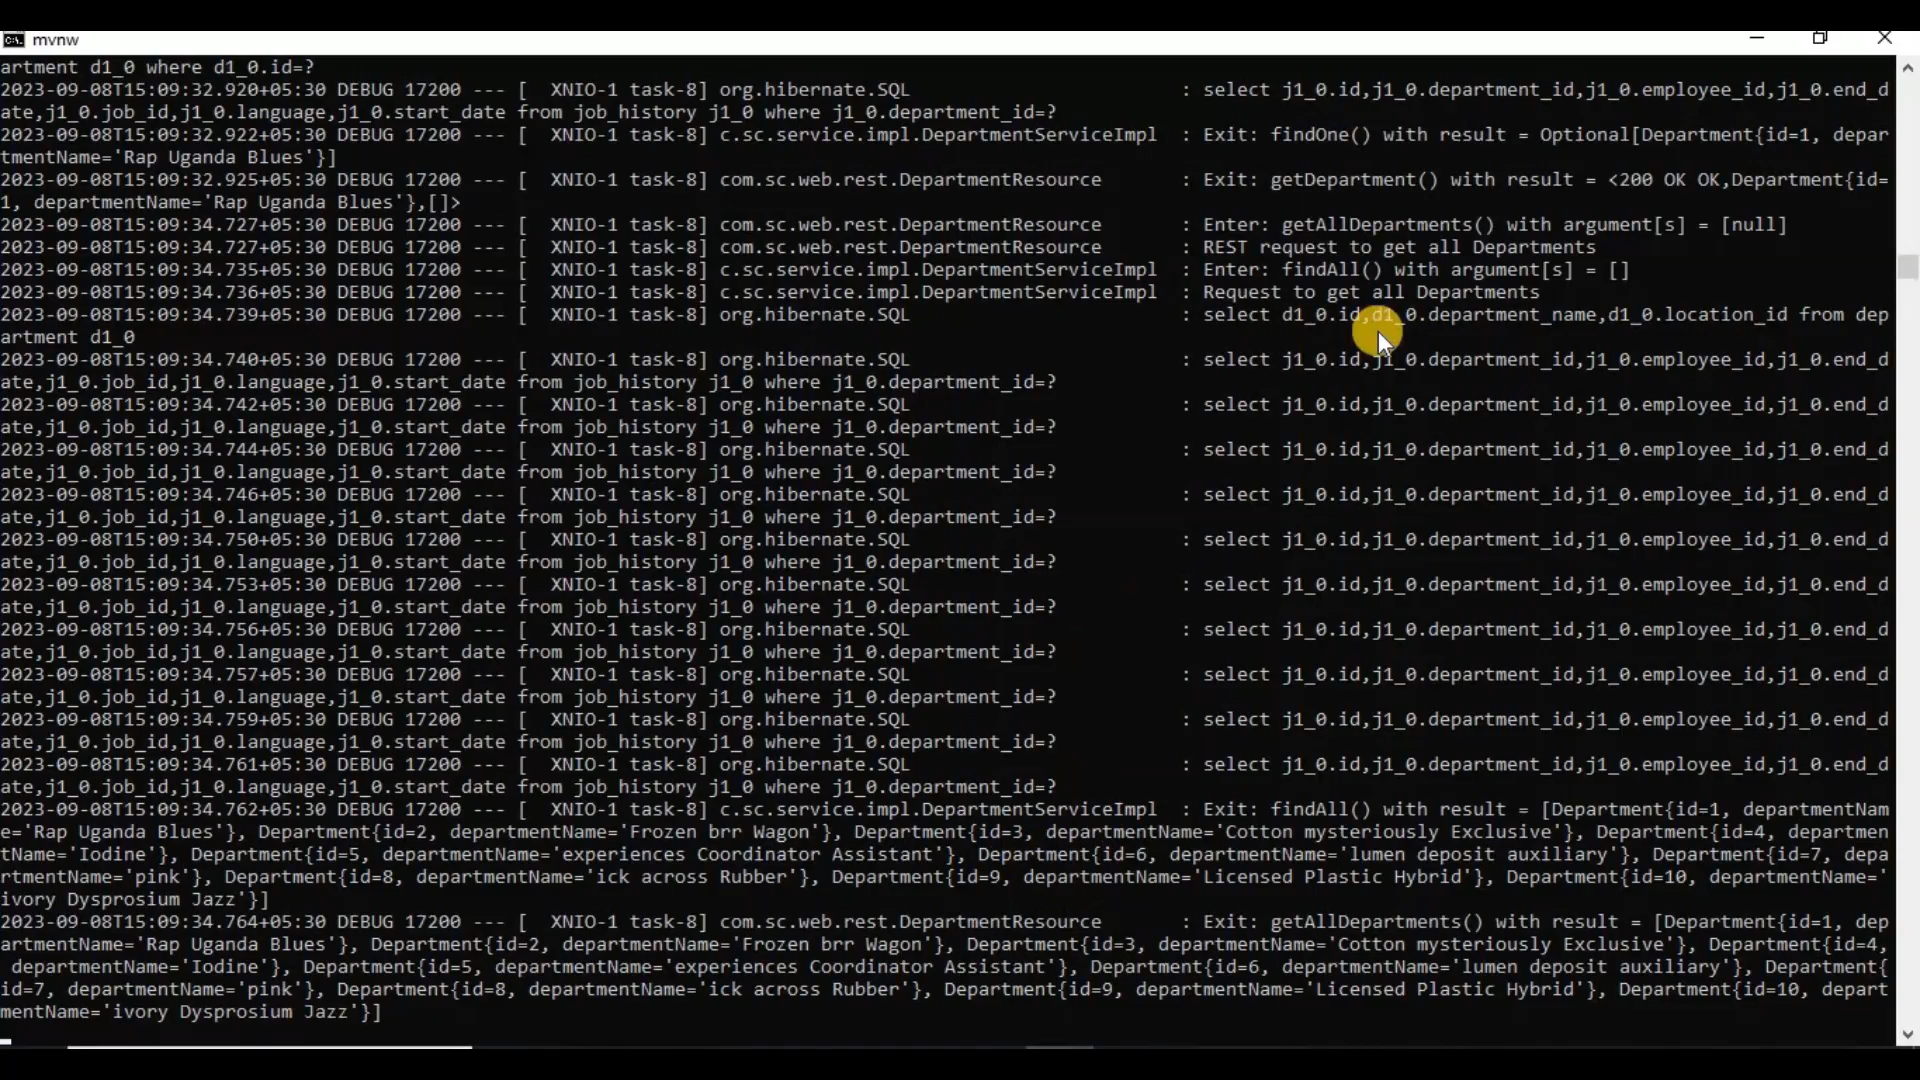 mvnw
artment d1_0 where d1_0.id=?
2023-09-08T15:09:32.920+05:30 DEBUG 17200 --- [  XNIO-1 task-8] org.hibernate.SQL                        : select j1_0.id,j1_0.department_id,j1_0.employee_id,j1_0.end_d
ate,j1_0.job_id,j1_0.language,j1_0.start_date from job_history j1_0 where j1_0.department_id=?
2023-09-08T15:09:32.922+05:30 DEBUG 17200 --- [  XNIO-1 task-8] c.sc.service.impl.DepartmentServiceImpl  : Exit: findOne() with result = Optional[Department{id=1, depar
tmentName='Rap Uganda Blues'}]
2023-09-08T15:09:32.925+05:30 DEBUG 17200 --- [  XNIO-1 task-8] com.sc.web.rest.DepartmentResource       : Exit: getDepartment() with result = <200 OK OK,Department{id=
1, departmentName='Rap Uganda Blues'},[]>
2023-09-08T15:09:34.727+05:30 DEBUG 17200 --- [  XNIO-1 task-8] com.sc.web.rest.DepartmentResource       : Enter: getAllDepartments() with argument[s] = [null]
2023-09-08T15:09:34.727+05:30 DEBUG 17200 --- [  XNIO-1 task-8] com.sc.web.rest.DepartmentResource       : REST request to get all Departments
2023-09-08T15:09:34.735+05:30 DEBUG 17200 --- [  XNIO-1 task-8] c.sc.service.impl.DepartmentServiceImpl  : Enter: findAll() with argument[s] = []
2023-09-08T15:09:34.736+05:30 DEBUG 17200 --- [  XNIO-1 task-8] c.sc.service.impl.DepartmentServiceImpl  : Request to get all Departments
2023-09-08T15:09:34.739+05:30 DEBUG 17200 --- [  XNIO-1 task-8] org.hibernate.SQL                        : select d1_0.id,d1_0.department_name,d1_0.location_id from dep
artment d1_0
2023-09-08T15:09:34.740+05:30 DEBUG 17200 --- [  XNIO-1 task-8] org.hibernate.SQL                        : select j1_0.id,j1_0.department_id,j1_0.employee_id,j1_0.end_d
ate,j1_0.job_id,j1_0.language,j1_0.start_date from job_history j1_0 where j1_0.department_id=?
2023-09-08T15:09:34.742+05:30 DEBUG 17200 --- [  XNIO-1 task-8] org.hibernate.SQL                        : select j1_0.id,j1_0.department_id,j1_0.employee_id,j1_0.end_d
ate,j1_0.job_id,j1_0.language,j1_0.start_date from job_history j1_0 where j1_0.department_id=?
2023-09-08T15:09:34.744+05:30 DEBUG 17200 --- [  XNIO-1 task-8] org.hibernate.SQL                        : select j1_0.id,j1_0.department_id,j1_0.employee_id,j1_0.end_d
ate,j1_0.job_id,j1_0.language,j1_0.start_date from job_history j1_0 where j1_0.department_id=?
2023-09-08T15:09:34.746+05:30 DEBUG 17200 --- [  XNIO-1 task-8] org.hibernate.SQL                        : select j1_0.id,j1_0.department_id,j1_0.employee_id,j1_0.end_d
ate,j1_0.job_id,j1_0.language,j1_0.start_date from job_history j1_0 where j1_0.department_id=?
2023-09-08T15:09:34.750+05:30 DEBUG 17200 --- [  XNIO-1 task-8] org.hibernate.SQL                        : select j1_0.id,j1_0.department_id,j1_0.employee_id,j1_0.end_d
ate,j1_0.job_id,j1_0.language,j1_0.start_date from job_history j1_0 where j1_0.department_id=?
2023-09-08T15:09:34.753+05:30 DEBUG 17200 --- [  XNIO-1 task-8] org.hibernate.SQL                        : select j1_0.id,j1_0.department_id,j1_0.employee_id,j1_0.end_d
ate,j1_0.job_id,j1_0.language,j1_0.start_date from job_history j1_0 where j1_0.department_id=?
2023-09-08T15:09:34.756+05:30 DEBUG 17200 --- [  XNIO-1 task-8] org.hibernate.SQL                        : select j1_0.id,j1_0.department_id,j1_0.employee_id,j1_0.end_d
ate,j1_0.job_id,j1_0.language,j1_0.start_date from job_history j1_0 where j1_0.department_id=?
2023-09-08T15:09:34.757+05:30 DEBUG 17200 --- [  XNIO-1 task-8] org.hibernate.SQL                        : select j1_0.id,j1_0.department_id,j1_0.employee_id,j1_0.end_d
ate,j1_0.job_id,j1_0.language,j1_0.start_date from job_history j1_0 where j1_0.department_id=?
2023-09-08T15:09:34.759+05:30 DEBUG 17200 --- [  XNIO-1 task-8] org.hibernate.SQL                        : select j1_0.id,j1_0.department_id,j1_0.employee_id,j1_0.end_d
ate,j1_0.job_id,j1_0.language,j1_0.start_date from job_history j1_0 where j1_0.department_id=?
2023-09-08T15:09:34.761+05:30 DEBUG 17200 --- [  XNIO-1 task-8] org.hibernate.SQL                        : select j1_0.id,j1_0.department_id,j1_0.employee_id,j1_0.end_d
ate,j1_0.job_id,j1_0.language,j1_0.start_date from job_history j1_0 where j1_0.department_id=?
2023-09-08T15:09:34.762+05:30 DEBUG 17200 --- [  XNIO-1 task-8] c.sc.service.impl.DepartmentServiceImpl  : Exit: findAll() with result = [Department{id=1, departmentNam
e='Rap Uganda Blues'}, Department{id=2, departmentName='Frozen brr Wagon'}, Department{id=3, departmentName='Cotton mysteriously Exclusive'}, Department{id=4, departmen
tName='Iodine'}, Department{id=5, departmentName='experiences Coordinator Assistant'}, Department{id=6, departmentName='lumen deposit auxiliary'}, Department{id=7, depa
rtmentName='pink'}, Department{id=8, departmentName='ick across Rubber'}, Department{id=9, departmentName='Licensed Plastic Hybrid'}, Department{id=10, departmentName='
ivory Dysprosium Jazz'}]
2023-09-08T15:09:34.764+05:30 DEBUG 17200 --- [  XNIO-1 task-8] com.sc.web.rest.DepartmentResource       : Exit: getAllDepartments() with result = [Department{id=1, dep
artmentName='Rap Uganda Blues'}, Department{id=2, departmentName='Frozen brr Wagon'}, Department{id=3, departmentName='Cotton mysteriously Exclusive'}, Department{id=4,
 departmentName='Iodine'}, Department{id=5, departmentName='experiences Coordinator Assistant'}, Department{id=6, departmentName='lumen deposit auxiliary'}, Department{
id=7, departmentName='pink'}, Department{id=8, departmentName='ick across Rubber'}, Department{id=9, departmentName='Licensed Plastic Hybrid'}, Department{id=10, depart
mentName='ivory Dysprosium Jazz'}]